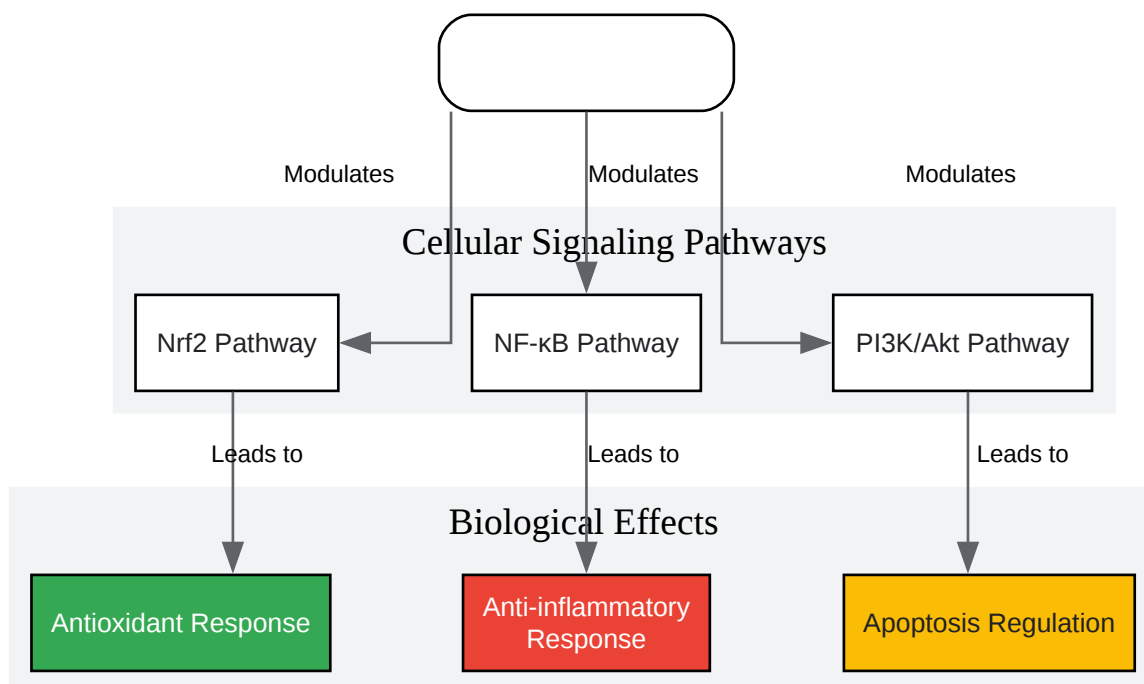 Modulates
Modulates
Modulates
Cellular Signaling Pathways
Nrf2 Pathway
NF-κB Pathway
PI3K/Akt Pathway
Leads to
Leads to
Leads to
Biological Effects
Antioxidant Response
Anti-inflammatory
Response
Apoptosis Regulation